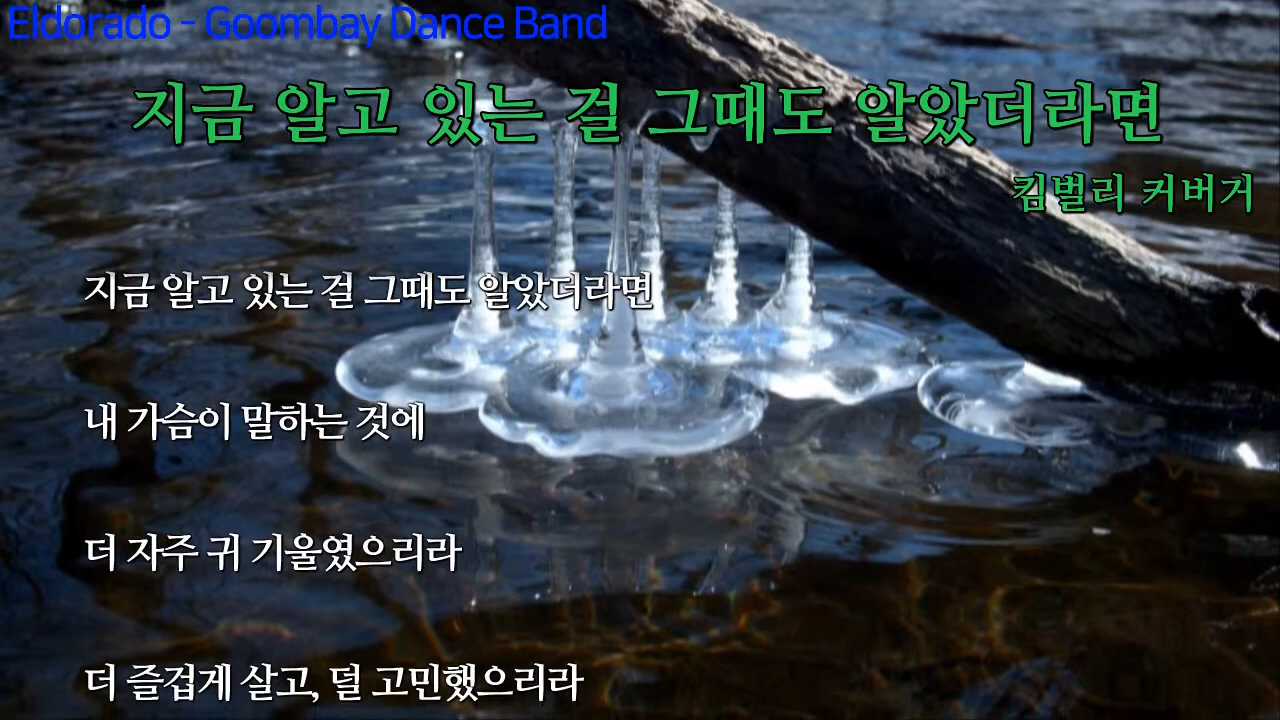 Eldorado - Goombay Dance Band
지금 알고 있는 걸 그때도 알았더라면
킴벌리 커버거
지금 알고 있는 걸 그때도 알았더라면
내 가슴이 말하는 것에
더 자주 귀 기울였으리라
더 즐겁게 살고, 덜 고민했으리라